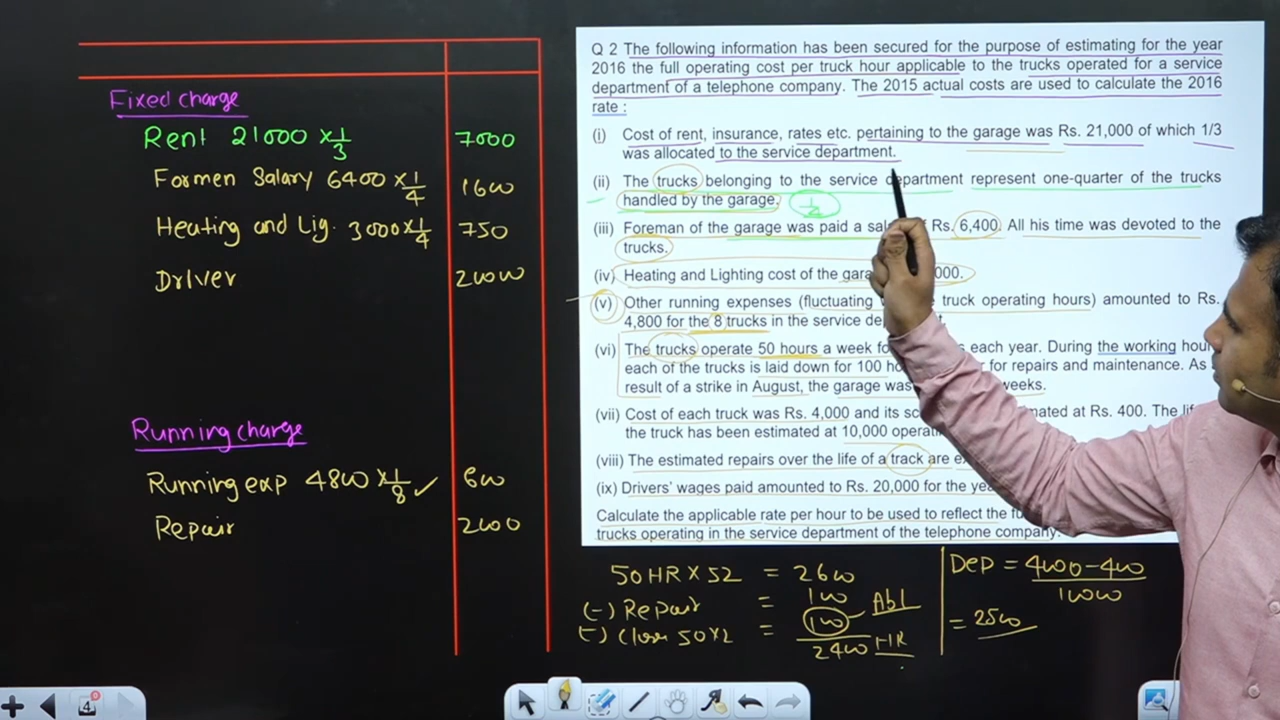 Fixed charge
Rent 21000 × 1/3 7000
Formen Salary 6400 × 1/4 1600
Heating and Lig. 3000 × 1/4 750
Driver
Running charge
Running exp 4800 × 1/8 ✓ 600
Repair 2400
Q 2 The following information has been secured for the purpose of estimating for the year
2016 the full operating cost per truck hour applicable to the trucks operated for a service
department of a telephone company. The 2015 actual costs are used to calculate the 2016
rate :
(i) Cost of rent, insurance, rates etc. pertaining to the garage was Rs. 21,000 of which 1/3
was allocated to the service department.
(ii) The trucks belonging to the service department represent one-quarter of the trucks
handled by the garage.
(iii) Foreman of the garage was paid a sal Rs. 6,400. All his time was devoted to the
trucks.
(iv) Heating and Lighting cost of the gara 000.
(v) Other running expenses (fluctuating truck operating hours) amounted to Rs.
4,800 for the 8 trucks in the service de
(vi) The trucks operate 50 hours a week fo each year. During the working hour
each of the trucks is laid down for 100 ho for repairs and maintenance. As
result of a strike in August, the garage was weeks.
(vii) Cost of each truck was Rs. 4,000 and its sc mated at Rs. 400. The lif
the truck has been estimated at 10,000 operat
(viii) The estimated repairs over the life of a track are e
(ix) Drivers' wages paid amounted to Rs. 20,000 for the yea
Calculate the applicable rate per hour to be used to reflect the fu
trucks operating in the service department of the telephone company.
50 HR × 52 = 2600
(-) Repair = 100
(-) Close 50×2 = 100 Abl
2400 HR
Dep = 4000 - 400
= 2500
4